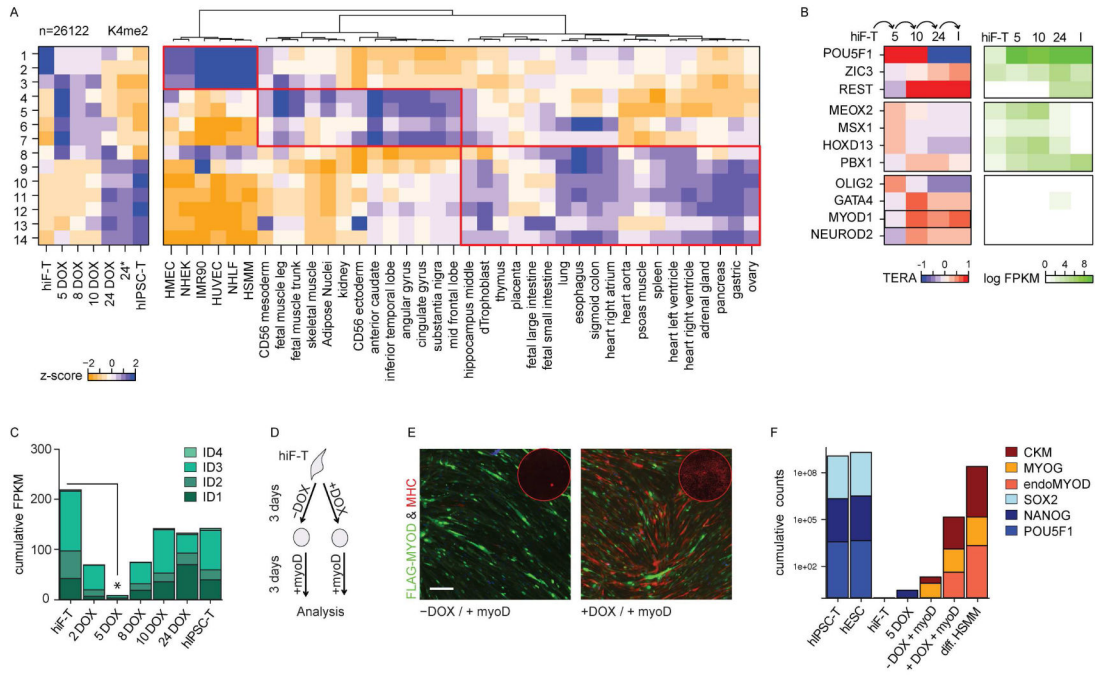 A
n=26122 K4me2
1
2
3
4
5
6
7
8
9
10
11
12
13
14
hiF-T
5 DOX
8 DOX
10 DOX
24 DOX
24*
hIPSC-T
HMEC
NHEK
IMR90
HUVEC
NHLF
HSMM
CD56 mesoderm
fetal muscle leg
fetal muscle trunk
skeletal muscle
Adipose Nuclei
kidney
CD56 ectoderm
anterior caudate
inferior temporal lobe
angular gyrus
cingulate gyrus
substantia nigra
mid frontal lobe
hippocampus middle
dTrophoblast
thymus
placenta
fetal large intestine
fetal small intestine
lung
esophagus
sigmoid colon
heart right atrium
heart aorta
psoas muscle
spleen
heart left ventricle
heart right ventricle
adrenal gland
pancreas
gastric
ovary
−2 0 2
z-score
B
hiF-T 5 10 24 I
hiF-T 5 10 24 I
POU5F1
ZIC3
REST
MEOX2
MSX1
HOXD13
PBX1
OLIG2
GATA4
MYOD1
NEUROD2
TERA
-1 0 1
log FPKM
0 4 8
C
cumulative FPKM
300
200
100
0
ID4
ID3
ID2
ID1
*
hiF-T
2 DOX
5 DOX
8 DOX
10 DOX
24 DOX
hIPSC-T
D
hiF-T
3 days
−DOX
+DOX
3 days
+myoD
+myoD
Analysis
E
FLAG-MYOD & MHC
−DOX / + myoD
+DOX / + myoD
F
cumulative counts
1e+08
1e+05
1e+02
CKM
MYOG
endoMYOD
SOX2
NANOG
POU5F1
hIPSC-T
hESC
hiF-T
5 DOX
- DOX + myoD
+ DOX + myoD
diff. HSMM